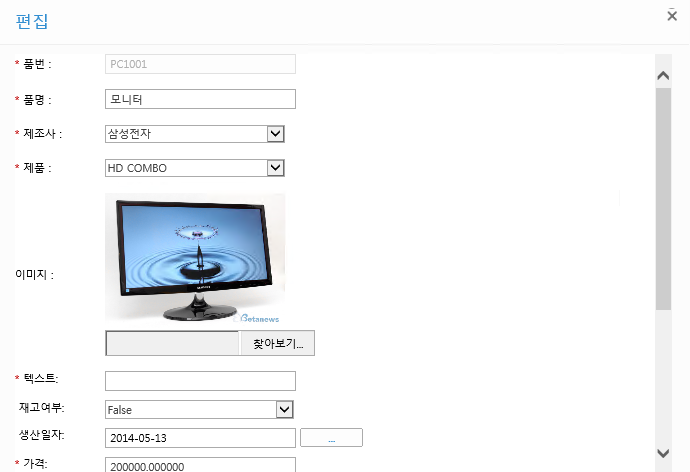 편집
* 품번 : PC1001
* 품명 : 모니터
* 제조사 : 삼성전자
* 제품 : HD COMBO
이미지 :
SAMSUNG
Betanews
찾아보기...
* 텍스트:
재고여부: False
생산일자: 2014-05-13 ...
* 가격: 200000.000000